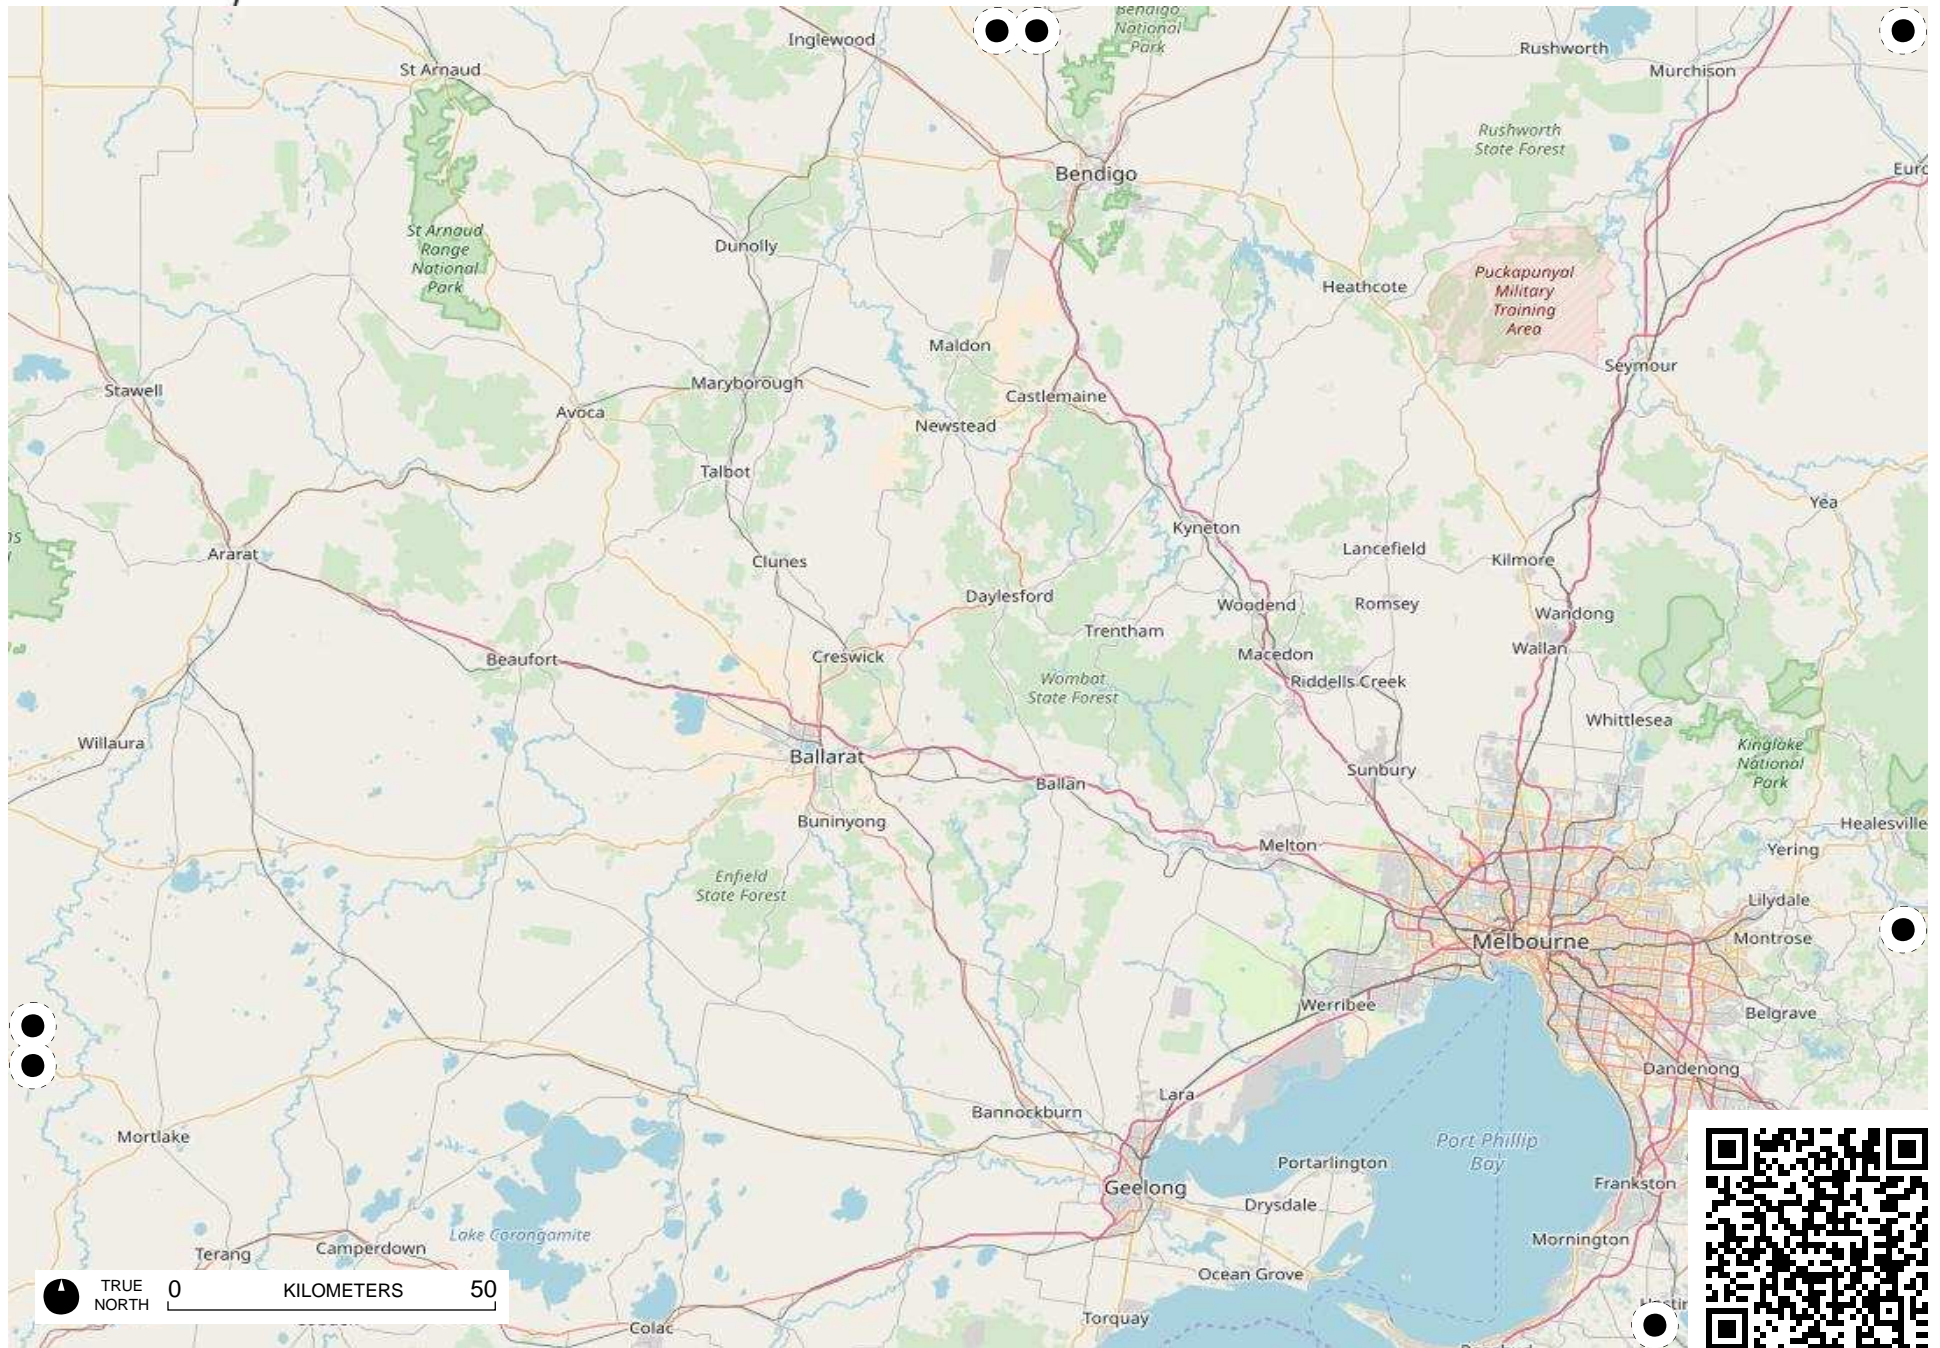 Bendigo
National
Park
Inglewood
Rushworth
St Arnaud
Murchison
Rushworth
State Forest
Bendigo
Euro
St Arnaud
Range
National
Park
Dunolly
Heathcote
Puckapunyal
Military
Training
Area
Maldon
Seymour
Stawell
Maryborough
Castlemaine
Avoca
Newstead
Talbot
Yea
Kyneton
ns
Ararat
Lancefield
Kilmore
Clunes
Daylesford
Woodend
Romsey
Wandong
Trentham
Wallan
Beaufort
Creswick
Macedon
Wombat
State Forest
Riddells Creek
Whittlesea
Willaura
Ballarat
Kinglake
National
Park
Sunbury
Ballan
Buninyong
Healesville
Melton
Yering
Enfield
State Forest
Lilydale
Melbourne
Montrose
Werribee
Belgrave
Dandenong
Lara
Bannockburn
Mortlake
Port Phillip
Bay
Portarlington
Geelong
Frankston
Drysdale
Lake Corangamite
Mornington
Terang
Camperdown
Ocean Grove
TRUE
NORTH
0 KILOMETERS 50
Torquay
Colac